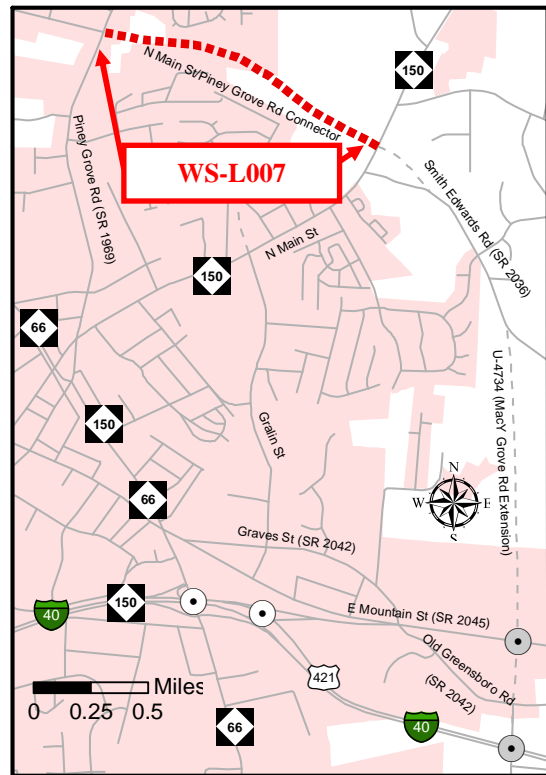 150
N Main St/Piney Grove Rd Connector
WS-L007
Piney Grove Rd (SR 1969)
Smith Edwards Rd (SR 2036)
N Main St
150
66
U-4734 (MacY Grove Rd Extension)
150
Gralin St
66
N
W
E
S
Graves St (SR 2042)
150
40
E Mountain St (SR 2045)
Old Greensboro Rd
(SR 2042)
421
Miles
0 0.25 0.5
66
40